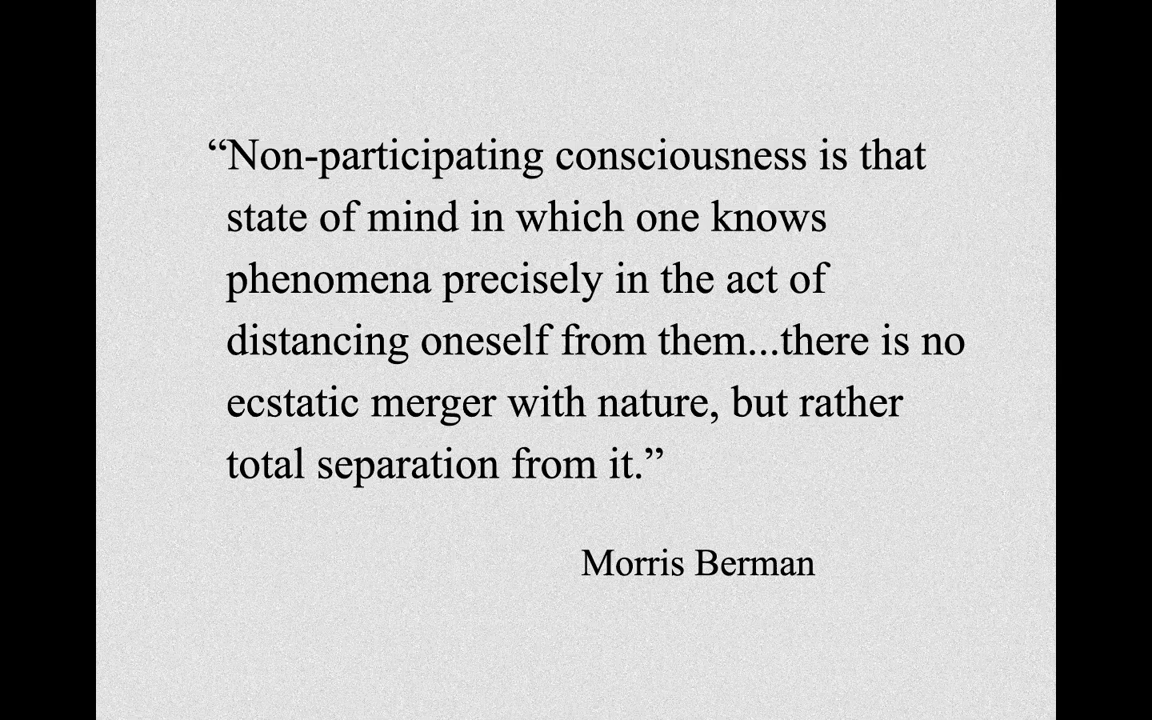 “Non-participating consciousness is that
state of mind in which one knows
phenomena precisely in the act of
distancing oneself from them...there is no
ecstatic merger with nature, but rather
total separation from it.”
Morris Berman